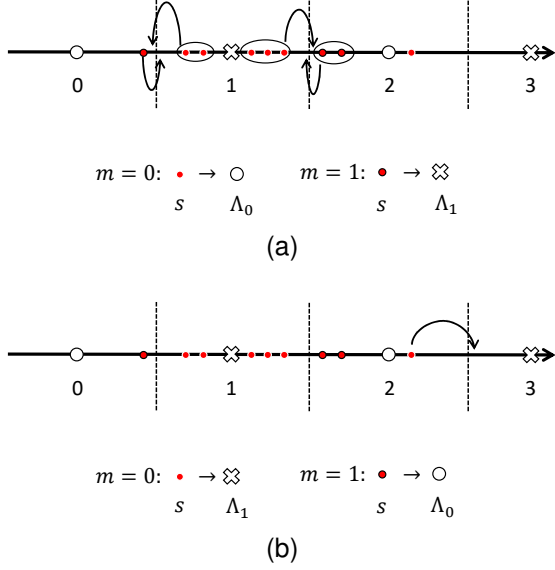 0 1 2 3
m = 0: s → Λ₀ m = 1: s → Λ₁
(a)
0 1 2 3
m = 0: s → Λ₁ m = 1: s → Λ₀
(b)